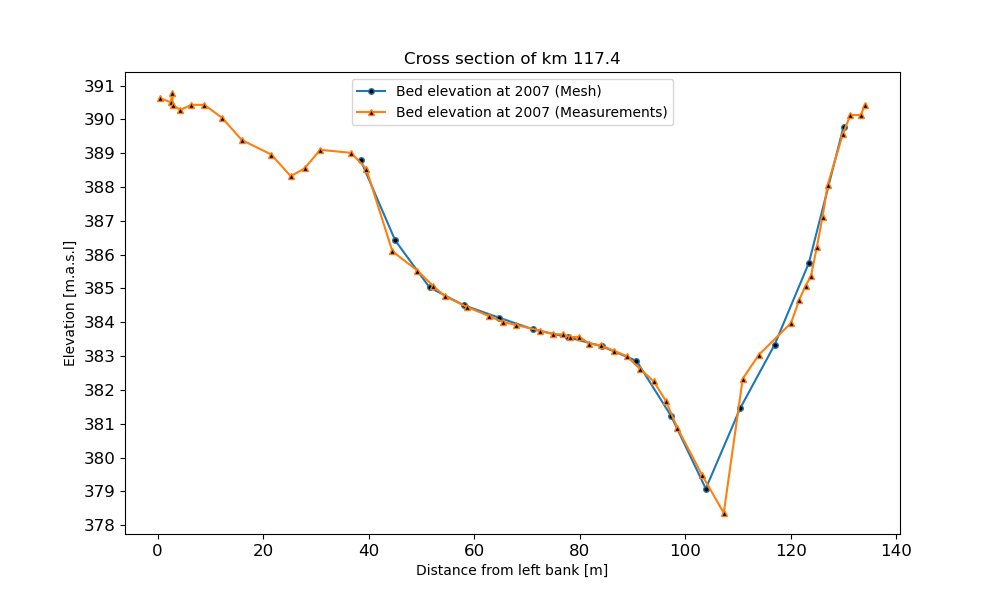 Cross section of km 117.4
Bed elevation at 2007 (Mesh)
Bed elevation at 2007 (Measurements)
Elevation [m.a.s.l]
391
390
389
388
387
386
385
384
383
382
381
380
379
378
0 20 40 60 80 100 120 140
Distance from left bank [m]